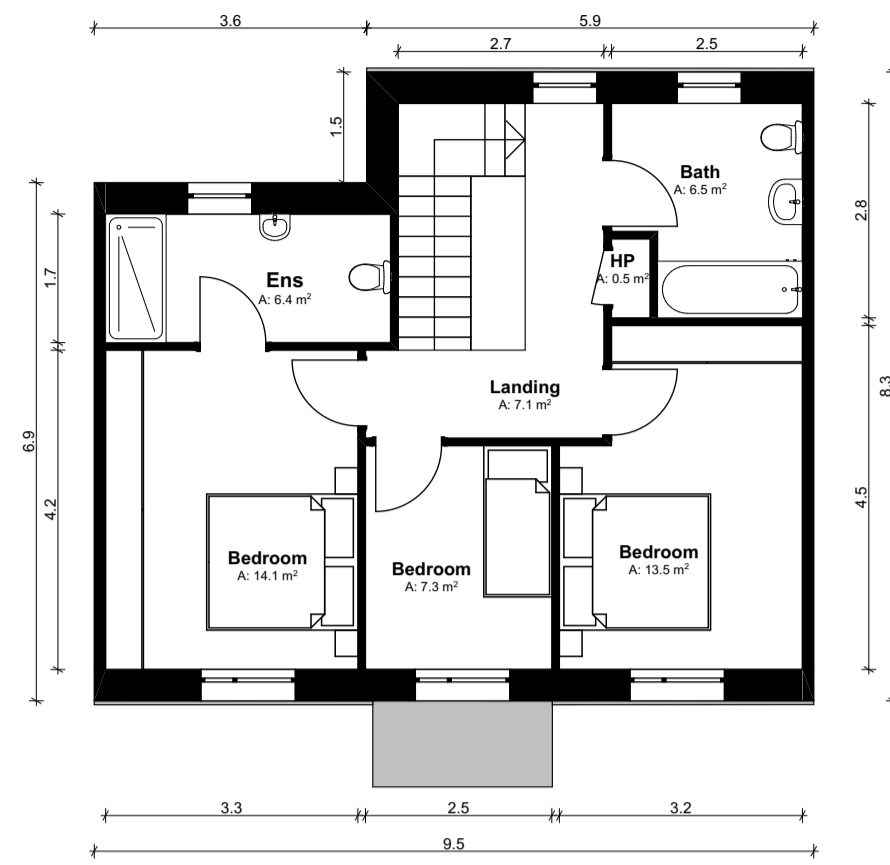 3.6
5.9
2.7
2.5
1.5
Bath
A: 6.5 m²
2.8
HP
A: 0.5 m²
1.7
Ens
A: 6.4 m²
Landing
A: 7.1 m²
8.3
6.9
4.2
4.5
Bedroom
A: 14.1 m²
Bedroom
A: 7.3 m²
Bedroom
A: 13.5 m²
3.3
2.5
3.2
9.5